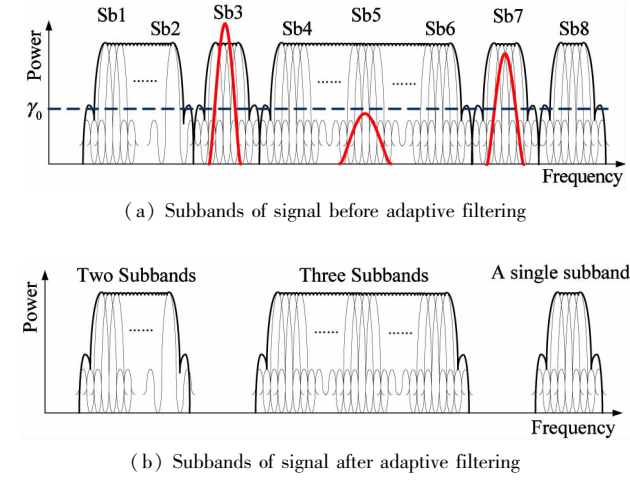 Sb1 Sb2 Sb3 Sb4 Sb5 Sb6 Sb7 Sb8
Power
......
......
......
γ0
Frequency
(a) Subbands of signal before adaptive filtering
Two Subbands Three Subbands A single subband
Power
......
......
......
Frequency
(b) Subbands of signal after adaptive filtering